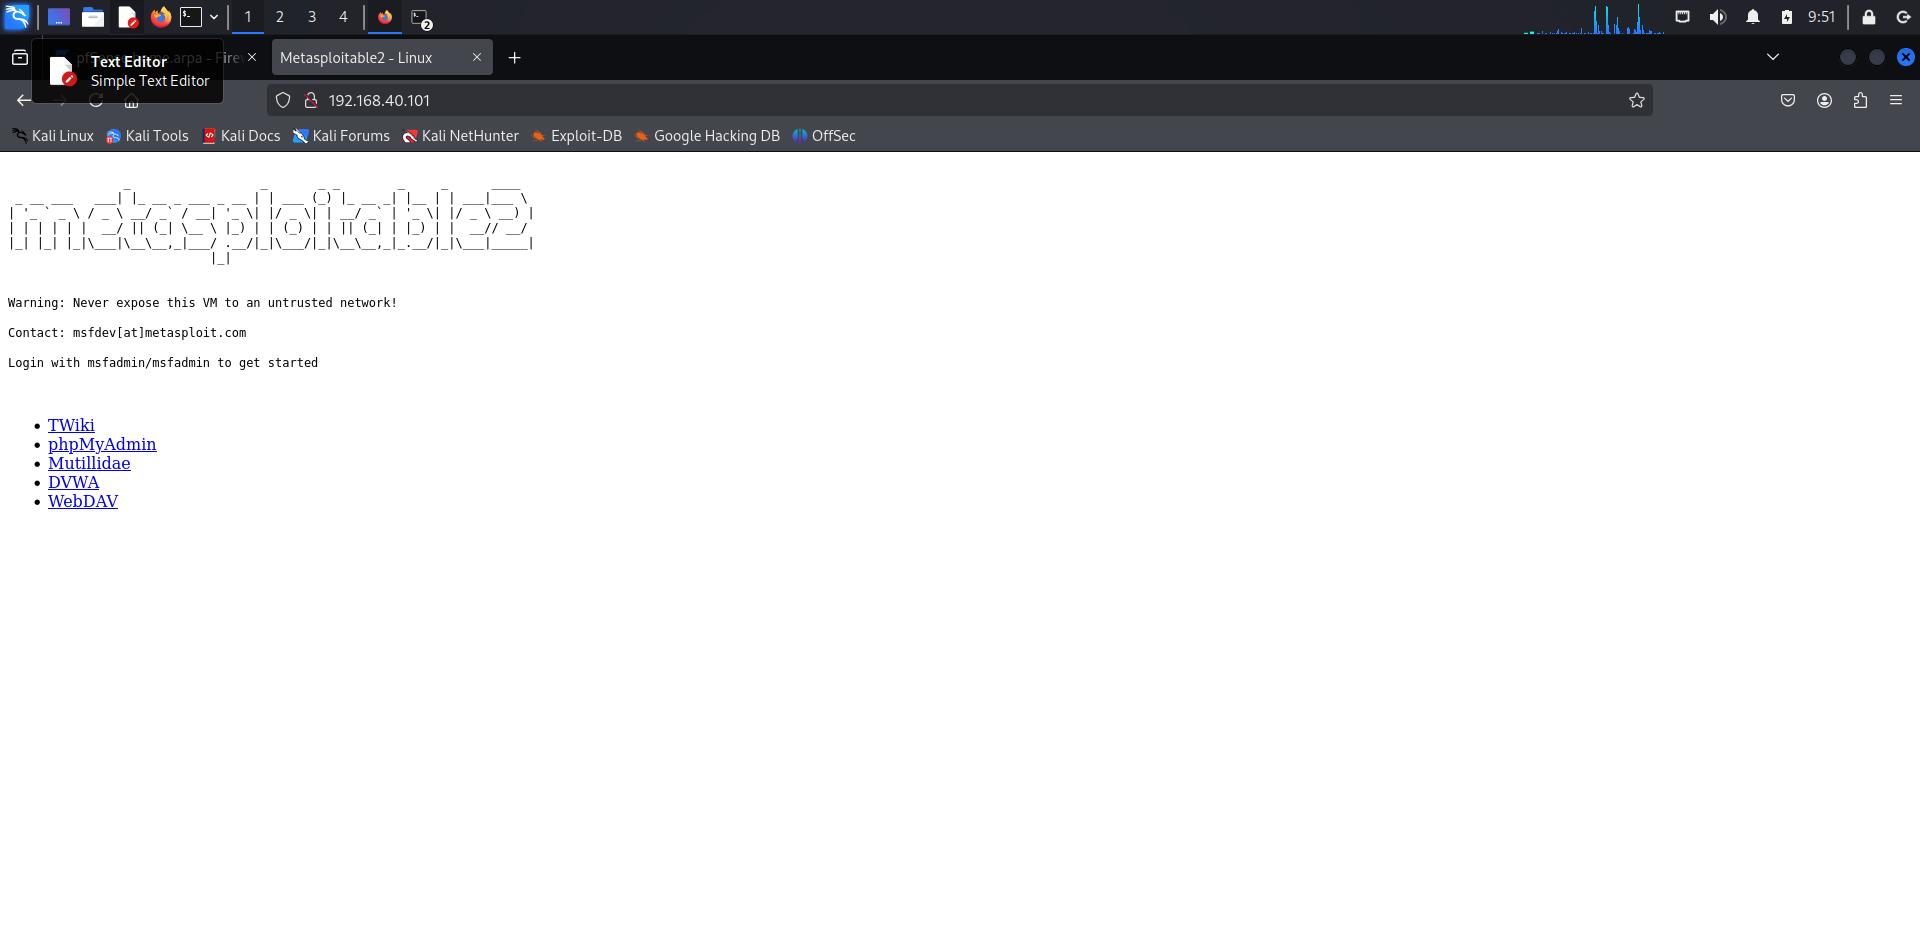 1 2 3 4 2 9:51
.arpa - Fire
Metasploitable2 - Linux
Text Editor
Simple Text Editor
192.168.40.101
Kali Linux Kali Tools Kali Docs Kali Forums Kali NetHunter Exploit-DB Google Hacking DB OffSec
metasploitable2
Warning: Never expose this VM to an untrusted network!
Contact: msfdev[at]metasploit.com
Login with msfadmin/msfadmin to get started
TWiki
phpMyAdmin
Mutillidae
DVWA
WebDAV